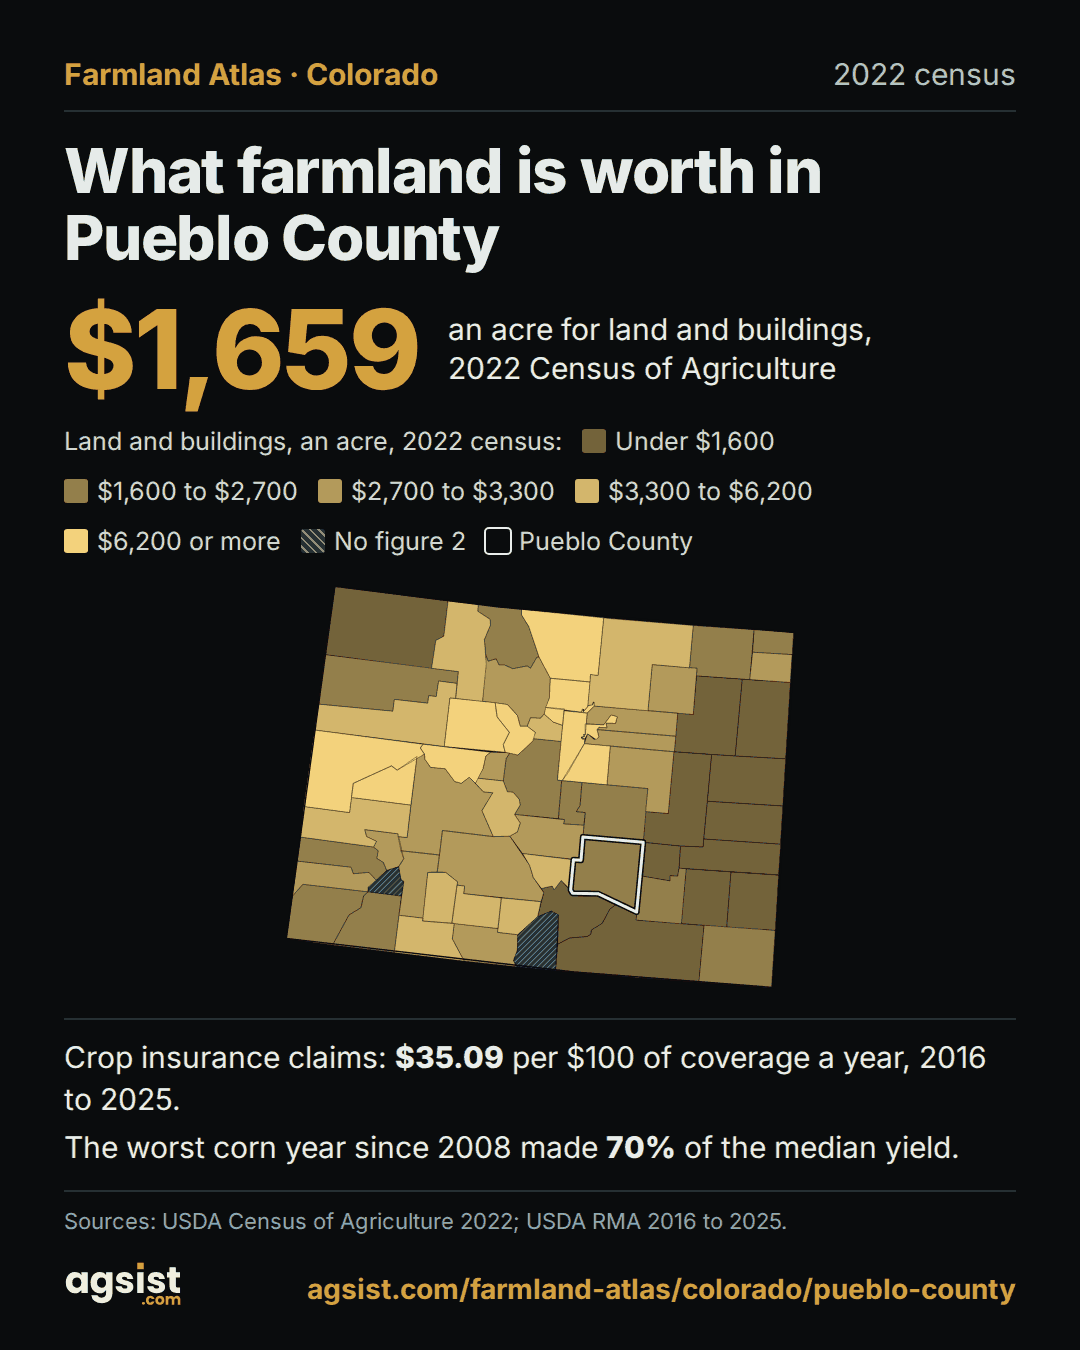 Farmland Atlas · Colorado
2022 census
What farmland is worth in
Pueblo County
$1,659
an acre for land and buildings,
2022 Census of Agriculture
Land and buildings, an acre, 2022 census: Under $1,600
$1,600 to $2,700 $2,700 to $3,300 $3,300 to $6,200
$6,200 or more No figure 2 Pueblo County
Crop insurance claims: $35.09 per $100 of coverage a year, 2016
to 2025.
The worst corn year since 2008 made 70% of the median yield.
Sources: USDA Census of Agriculture 2022; USDA RMA 2016 to 2025.
agsist
.com
agsist.com/farmland-atlas/colorado/pueblo-county